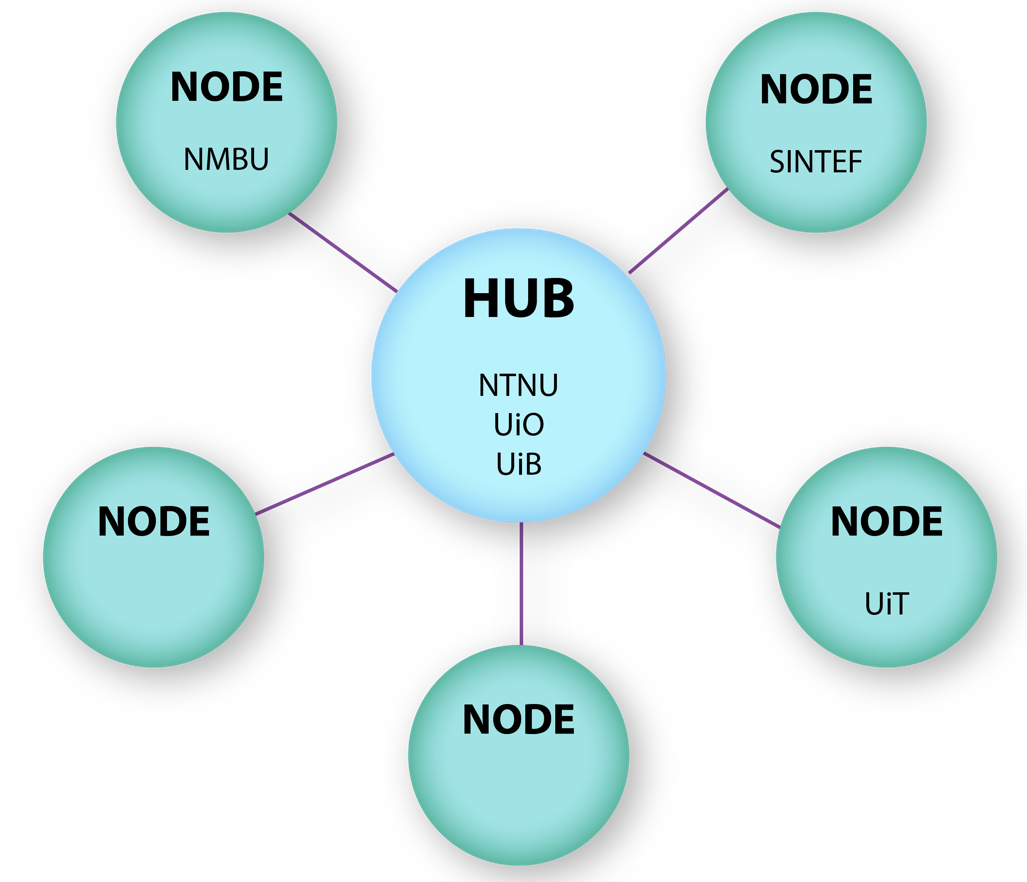 NODE
NMBU
NODE
SINTEF
HUB
NTNU
UiO
UiB
NODE
NODE
UiT
NODE